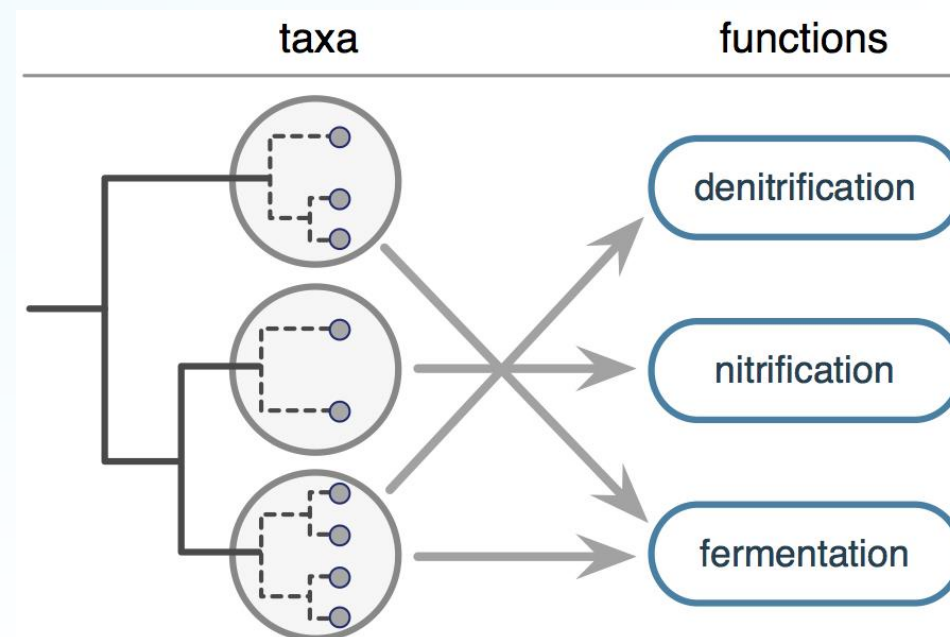 taxa
functions
denitrification
nitrification
fermentation